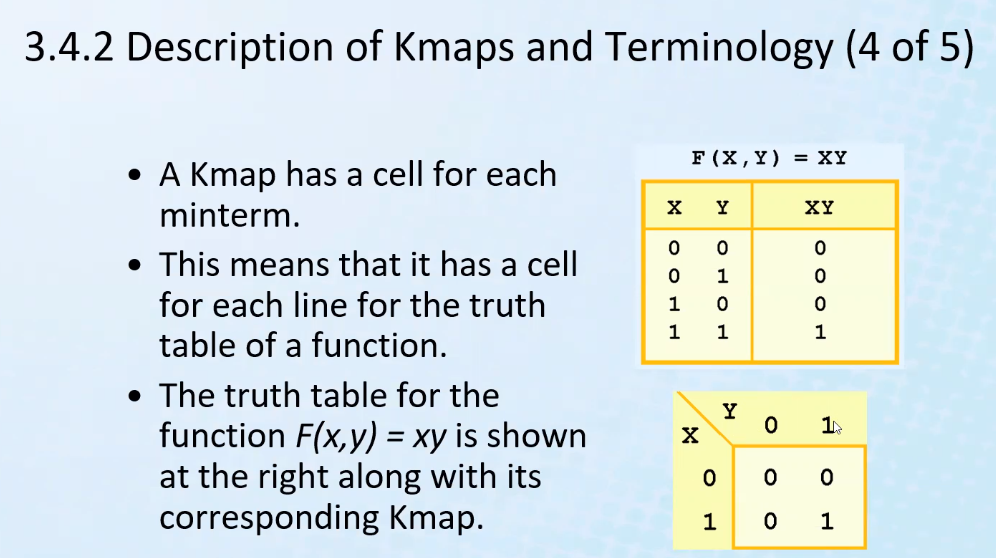 3.4.2 Description of Kmaps and Terminology (4 of 5)
• A Kmap has a cell for each
minterm.
• This means that it has a cell
for each line for the truth
table of a function.
• The truth table for the
function F(x,y) = xy is shown
at the right along with its
corresponding Kmap.
F(X,Y) = XY
X Y XY
0 0 0
0 1 0
1 0 0
1 1 1
Y 0 1
X
0 0 0
1 0 1